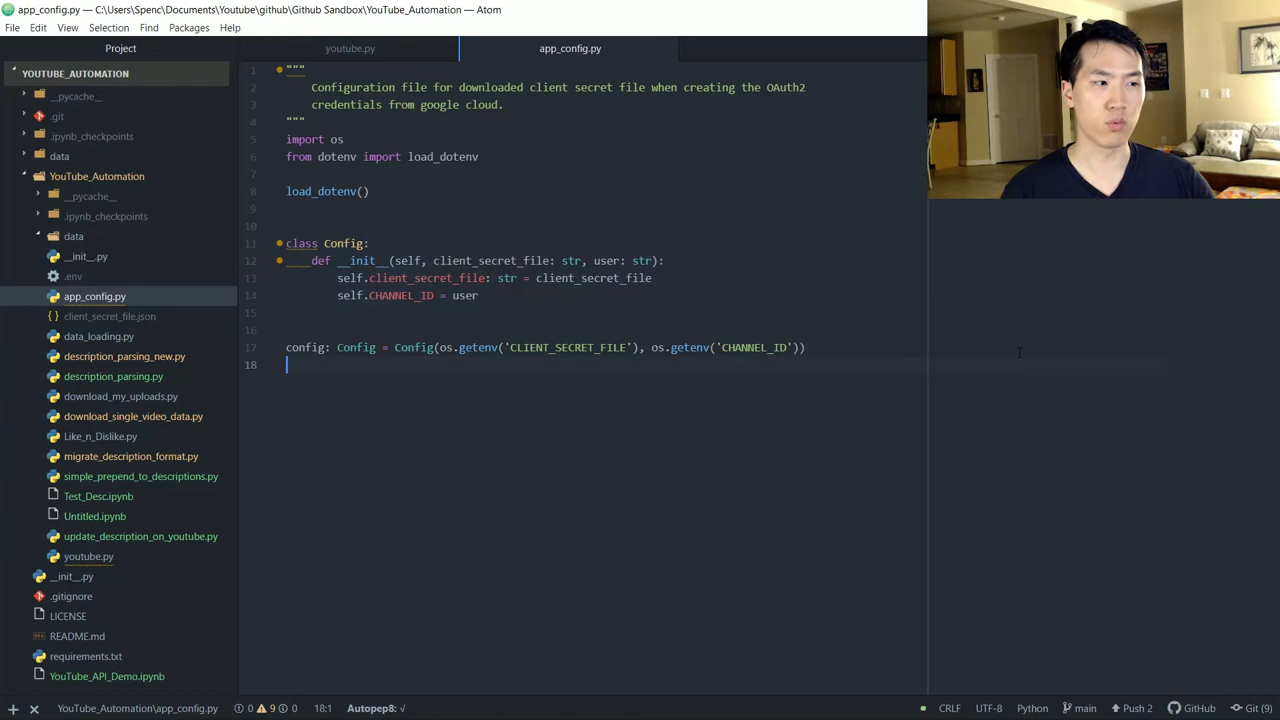 app_config.py — C:\Users\Spenc\Documents\Youtube\github\Github Sandbox\YouTube_Automation — Atom
File Edit View Selection Find Packages Help
Project
YOUTUBE_AUTOMATION
__pycache__
.git
.ipynb_checkpoints
data
YouTube_Automation
__pycache__
.ipynb_checkpoints
data
__init__.py
.env
app_config.py
client_secret_file.json
data_loading.py
description_parsing_new.py
description_parsing.py
download_my_uploads.py
download_single_video_data.py
Like_n_Dislike.py
migrate_description_format.py
simple_prepend_to_descriptions.py
Test_Desc.ipynb
Untitled.ipynb
update_description_on_youtube.py
youtube.py
__init__.py
.gitignore
LICENSE
README.md
requirements.txt
YouTube_API_Demo.ipynb
youtube.py app_config.py
1 """
2 Configuration file for downloaded client secret file when creating the OAuth2
3 credentials from google cloud.
4 """
5 import os
6 from dotenv import load_dotenv
7
8 load_dotenv()
9
10
11 class Config:
12 def __init__(self, client_secret_file: str, user: str):
13 self.client_secret_file: str = client_secret_file
14 self.CHANNEL_ID = user
15
16
17 config: Config = Config(os.getenv('CLIENT_SECRET_FILE'), os.getenv('CHANNEL_ID'))
18
0 9 0 YouTube_Automation\app_config.py 18:1 Autopep8: √ CRLF UTF-8 Python main Push 2 GitHub Git (9)